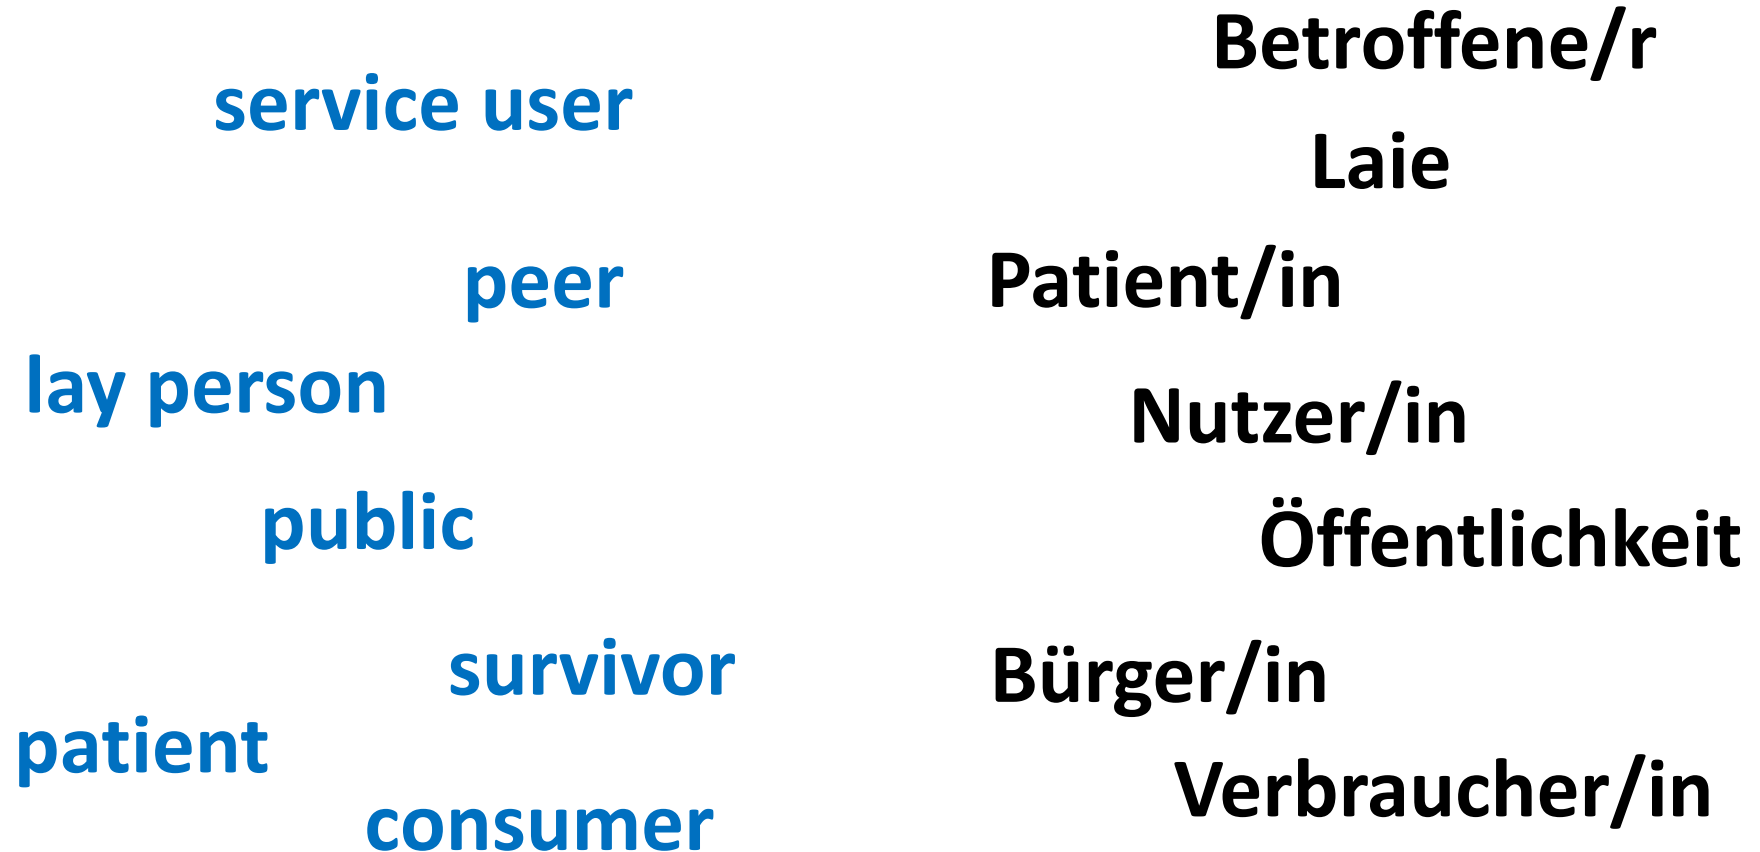 service user
peer
lay person
public
survivor
patient
consumer
Betroffene/r
Laie
Patient/in
Nutzer/in
Öffentlichkeit
Bürger/in
Verbraucher/in